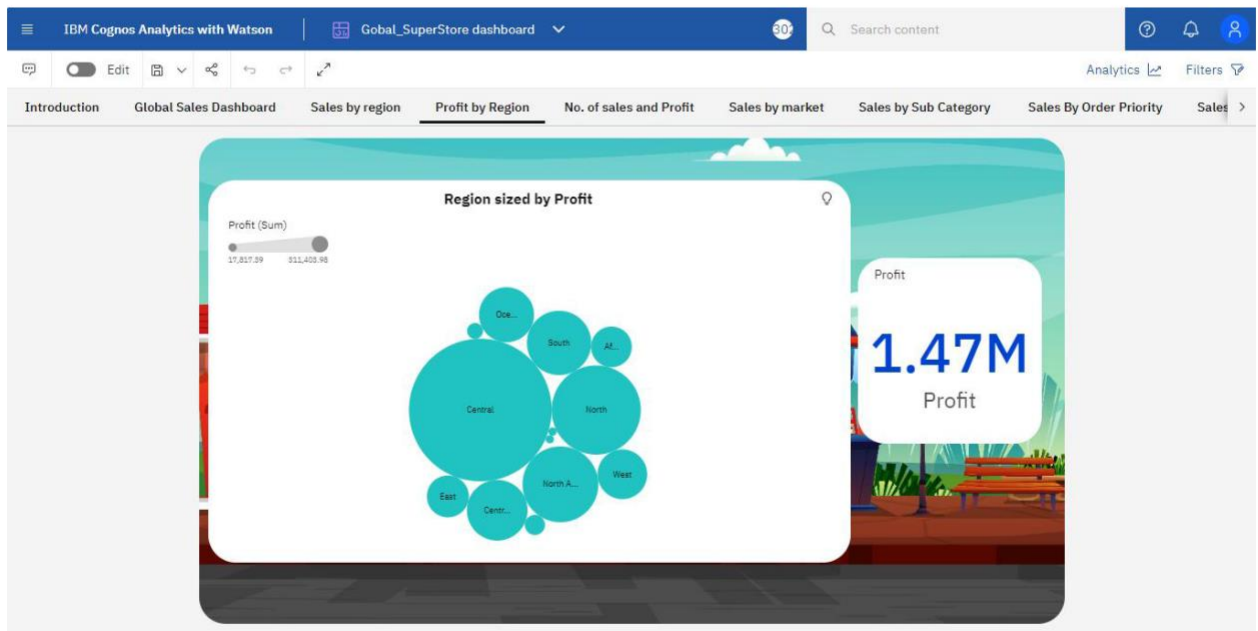 IBM Cognos Analytics with Watson
Gobal_SuperStore dashboard
Search content
Edit
Analytics
Filters
Introduction
Global Sales Dashboard
Sales by region
Profit by Region
No. of sales and Profit
Sales by market
Sales by Sub Category
Sales By Order Priority
Sales
Region sized by Profit
Profit (Sum)
17,817.39 311,403.98
Oce...
South
Af...
Central
North
West
North A...
East
Centr...
Profit
1.47M
Profit